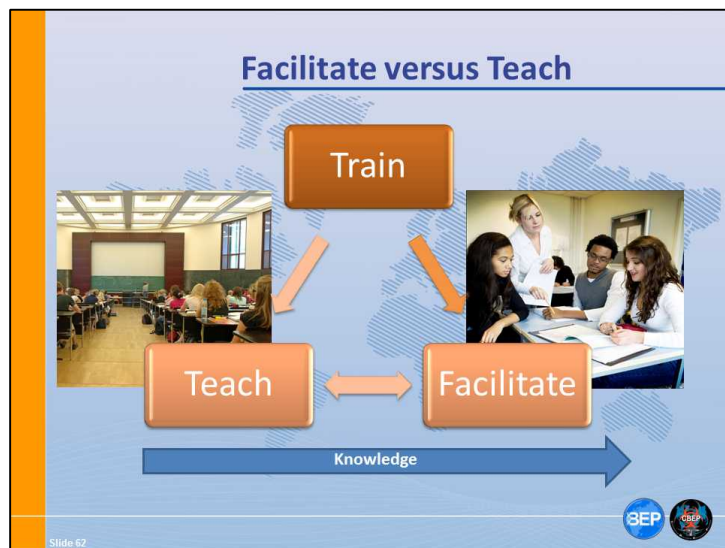 Facilitate versus Teach
Train
Teach
Facilitate
Knowledge
BEP
CBEP
Slide 62